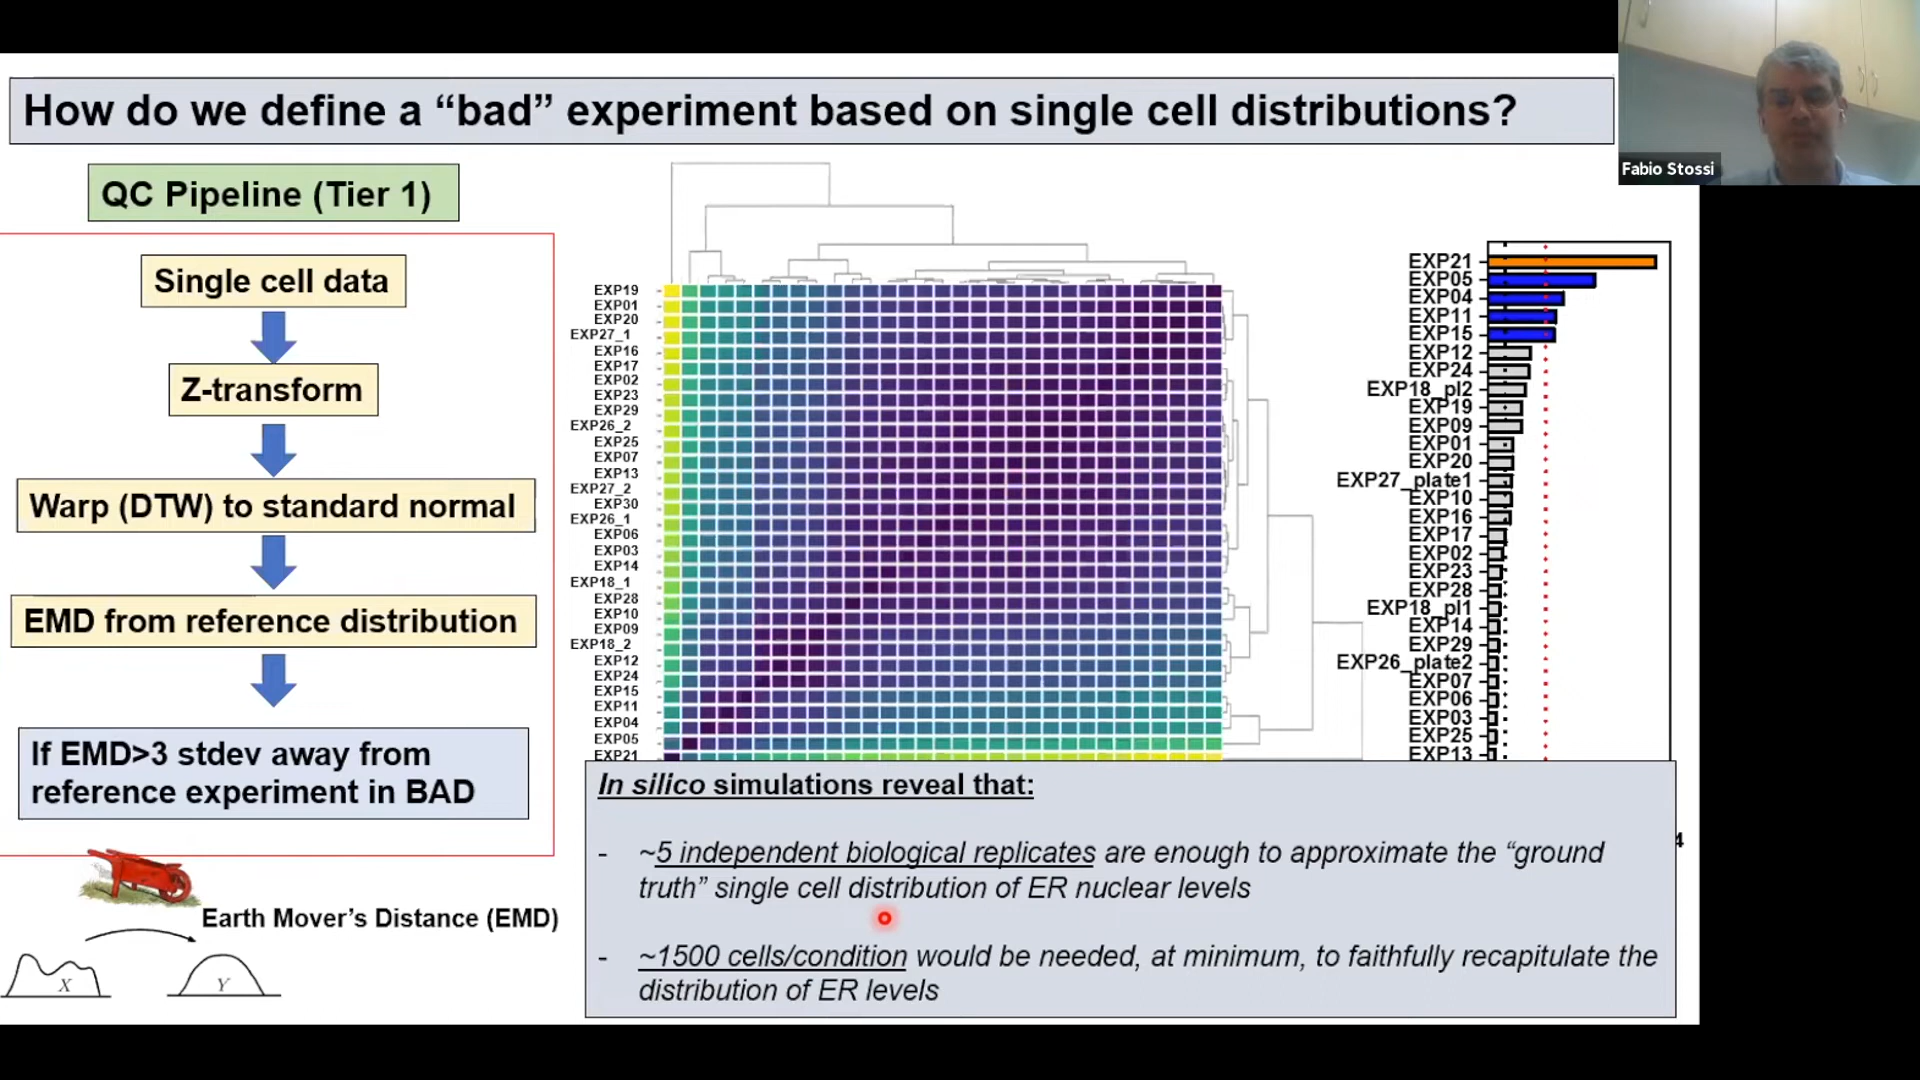 How do we define a “bad” experiment based on single cell distributions?
Fabio Stossi
QC Pipeline (Tier 1)
Single cell data
Z-transform
Warp (DTW) to standard normal
EMD from reference distribution
If EMD>3 stdev away from
reference experiment in BAD
Earth Mover’s Distance (EMD)
X
Y
EXP19
EXP01
EXP20
EXP27_1
EXP16
EXP17
EXP02
EXP23
EXP29
EXP26_2
EXP25
EXP07
EXP13
EXP27_2
EXP30
EXP26_1
EXP06
EXP03
EXP14
EXP18_1
EXP28
EXP10
EXP09
EXP18_2
EXP12
EXP24
EXP15
EXP11
EXP04
EXP05
EXP21
EXP21
EXP05
EXP04
EXP11
EXP15
EXP12
EXP24
EXP18_pl2
EXP19
EXP09
EXP01
EXP20
EXP27_plate1
EXP10
EXP16
EXP17
EXP02
EXP23
EXP28
EXP18_pl1
EXP14
EXP29
EXP26_plate2
EXP07
EXP06
EXP03
EXP25
EXP13
4
In silico simulations reveal that:
- ~5 independent biological replicates are enough to approximate the “ground
truth” single cell distribution of ER nuclear levels
- ~1500 cells/condition would be needed, at minimum, to faithfully recapitulate the
distribution of ER levels